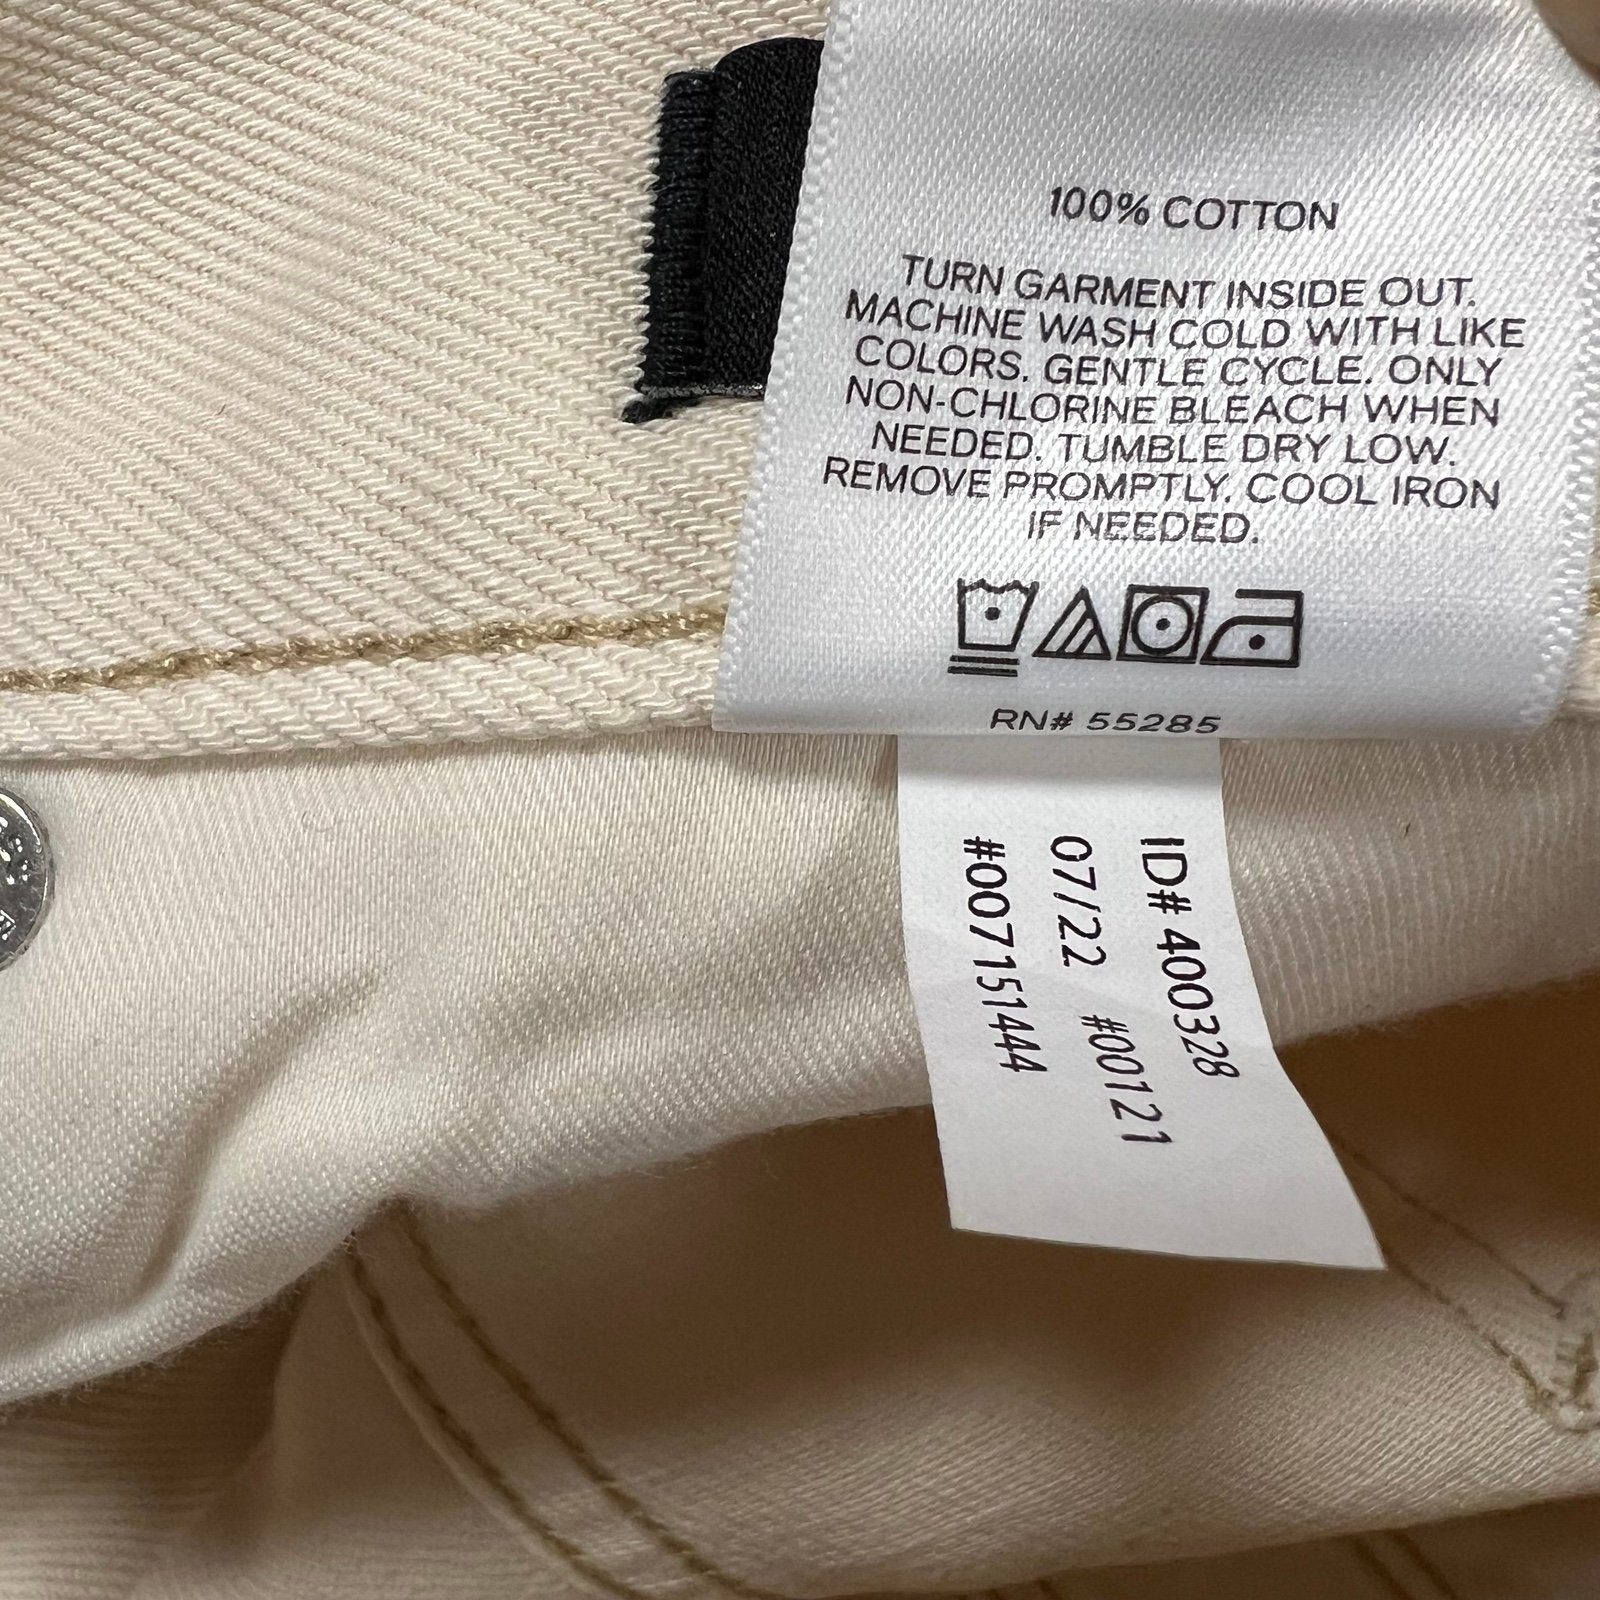 100% COTTON
TURN GARMENT INSIDE OUT.
MACHINE WASH COLD WITH LIKE
COLORS. GENTLE CYCLE. ONLY
NON-CHLORINE BLEACH WHEN
NEEDED. TUMBLE DRY LOW.
REMOVE PROMPTLY. COOL IRON
IF NEEDED.
RN# 55285
ID# 400328
07/22 #00121
#007151444